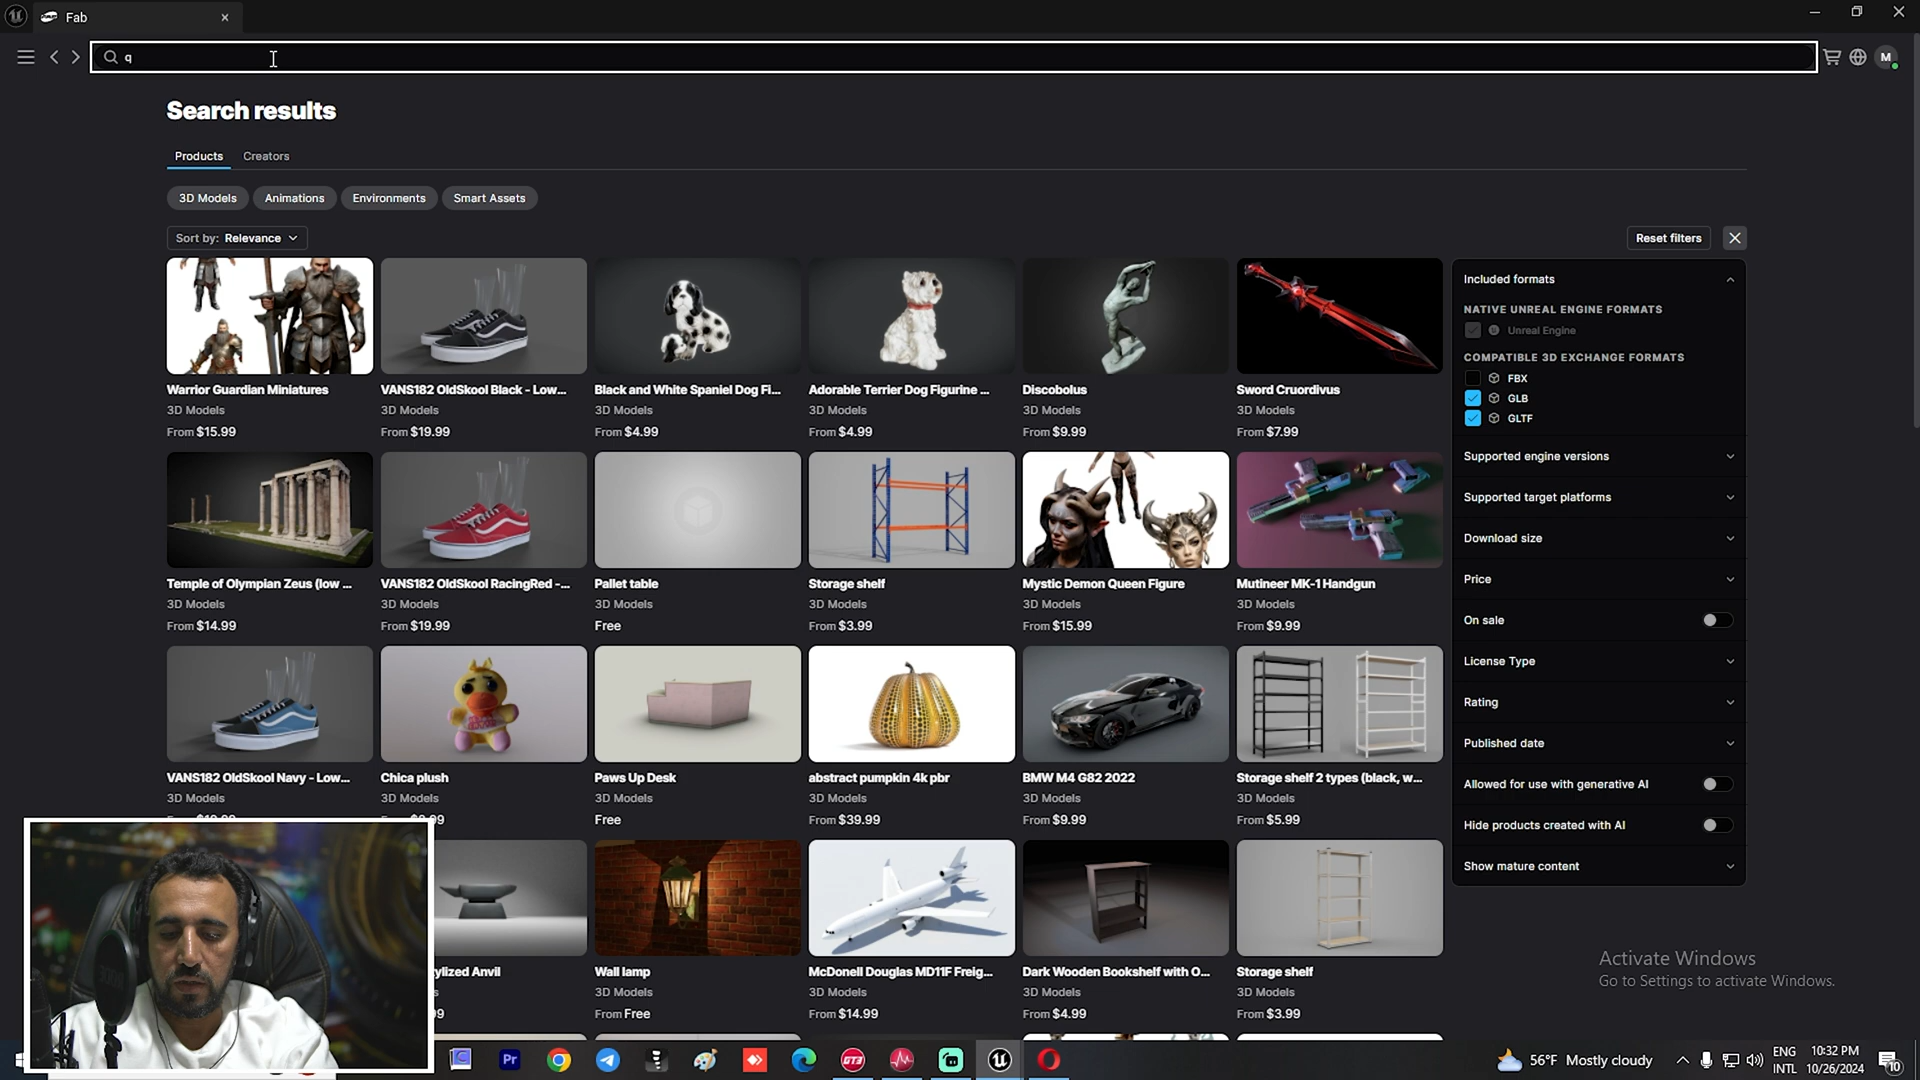 Fab
q
M
Search results
Products Creators
3D Models Animations Environments Smart Assets
Sort by: Relevance
Reset filters
Warrior Guardian Miniatures
3D Models
From $15.99
VANS182 OldSkool Black - Low...
3D Models
From $19.99
Black and White Spaniel Dog Fi...
3D Models
From $4.99
Adorable Terrier Dog Figurine ...
3D Models
From $4.99
Discobolus
3D Models
From $9.99
Sword Cruordivus
3D Models
From $7.99
Temple of Olympian Zeus (low ...
3D Models
From $14.99
VANS182 OldSkool RacingRed -...
3D Models
From $19.99
Pallet table
3D Models
Free
Storage shelf
3D Models
From $3.99
Mystic Demon Queen Figure
3D Models
From $15.99
Mutineer MK-1 Handgun
3D Models
From $9.99
VANS182 OldSkool Navy - Low...
3D Models
Chica plush
3D Models
Paws Up Desk
3D Models
Free
abstract pumpkin 4k pbr
3D Models
From $39.99
BMW M4 G82 2022
3D Models
From $9.99
Storage shelf 2 types (black, w...
3D Models
From $5.99
Anvil
Wall lamp
3D Models
From Free
McDonell Douglas MD11F Freig...
3D Models
From $14.99
Dark Wooden Bookshelf with O...
3D Models
From $4.99
Storage shelf
3D Models
From $3.99
Included formats
NATIVE UNREAL ENGINE FORMATS
Unreal Engine
COMPATIBLE 3D EXCHANGE FORMATS
FBX
GLB
GLTF
Supported engine versions
Supported target platforms
Download size
Price
On sale
License Type
Rating
Published date
Allowed for use with generative AI
Hide products created with AI
Show mature content
Activate Windows
Go to Settings to activate Windows.
Pr
GT3
56°F Mostly cloudy
ENG
INTL
10:32 PM
10/26/2024
10